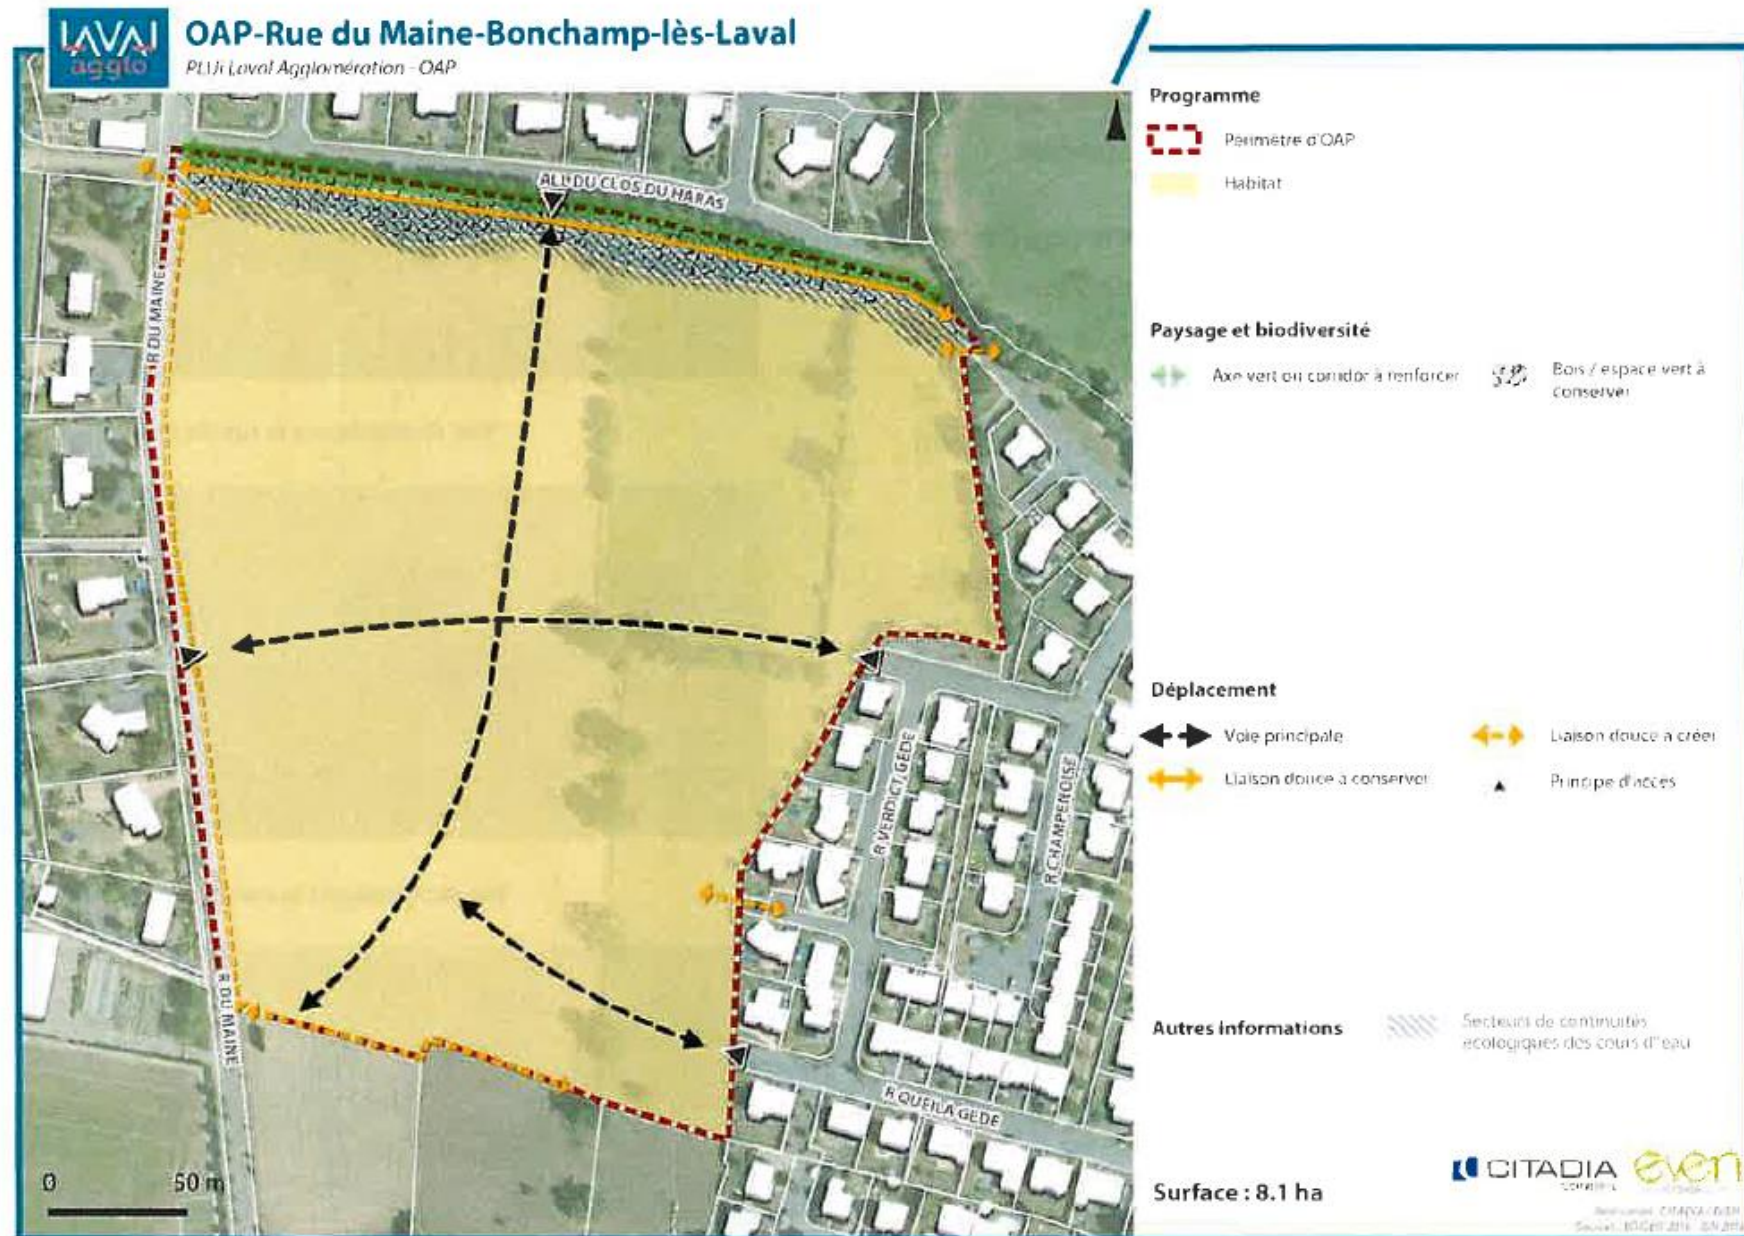 LAVAL
agglo
OAP-Rue du Maine-Bonchamp-lès-Laval
PLUi Laval Agglomération - OAP
ALL DU CLOS DU HARAS
R DU MAINE
R VERDICT GEDE
R CHAMPENOISE
R DU MAINE
R QUEILA GEDE
0 50 m
Programme
Périmètre d'OAP
Habitat
Paysage et biodiversité
Axe vert ou corridor à renforcer
Bois / espace vert à
conserver
Déplacement
Voie principale
Liaison douce a créer
Liaison douce a conserver
Principe d'accès
Autres informations
Secteurs de continuités
ecologiques des cours d'eau
Surface : 8.1 ha
CITADIA
even